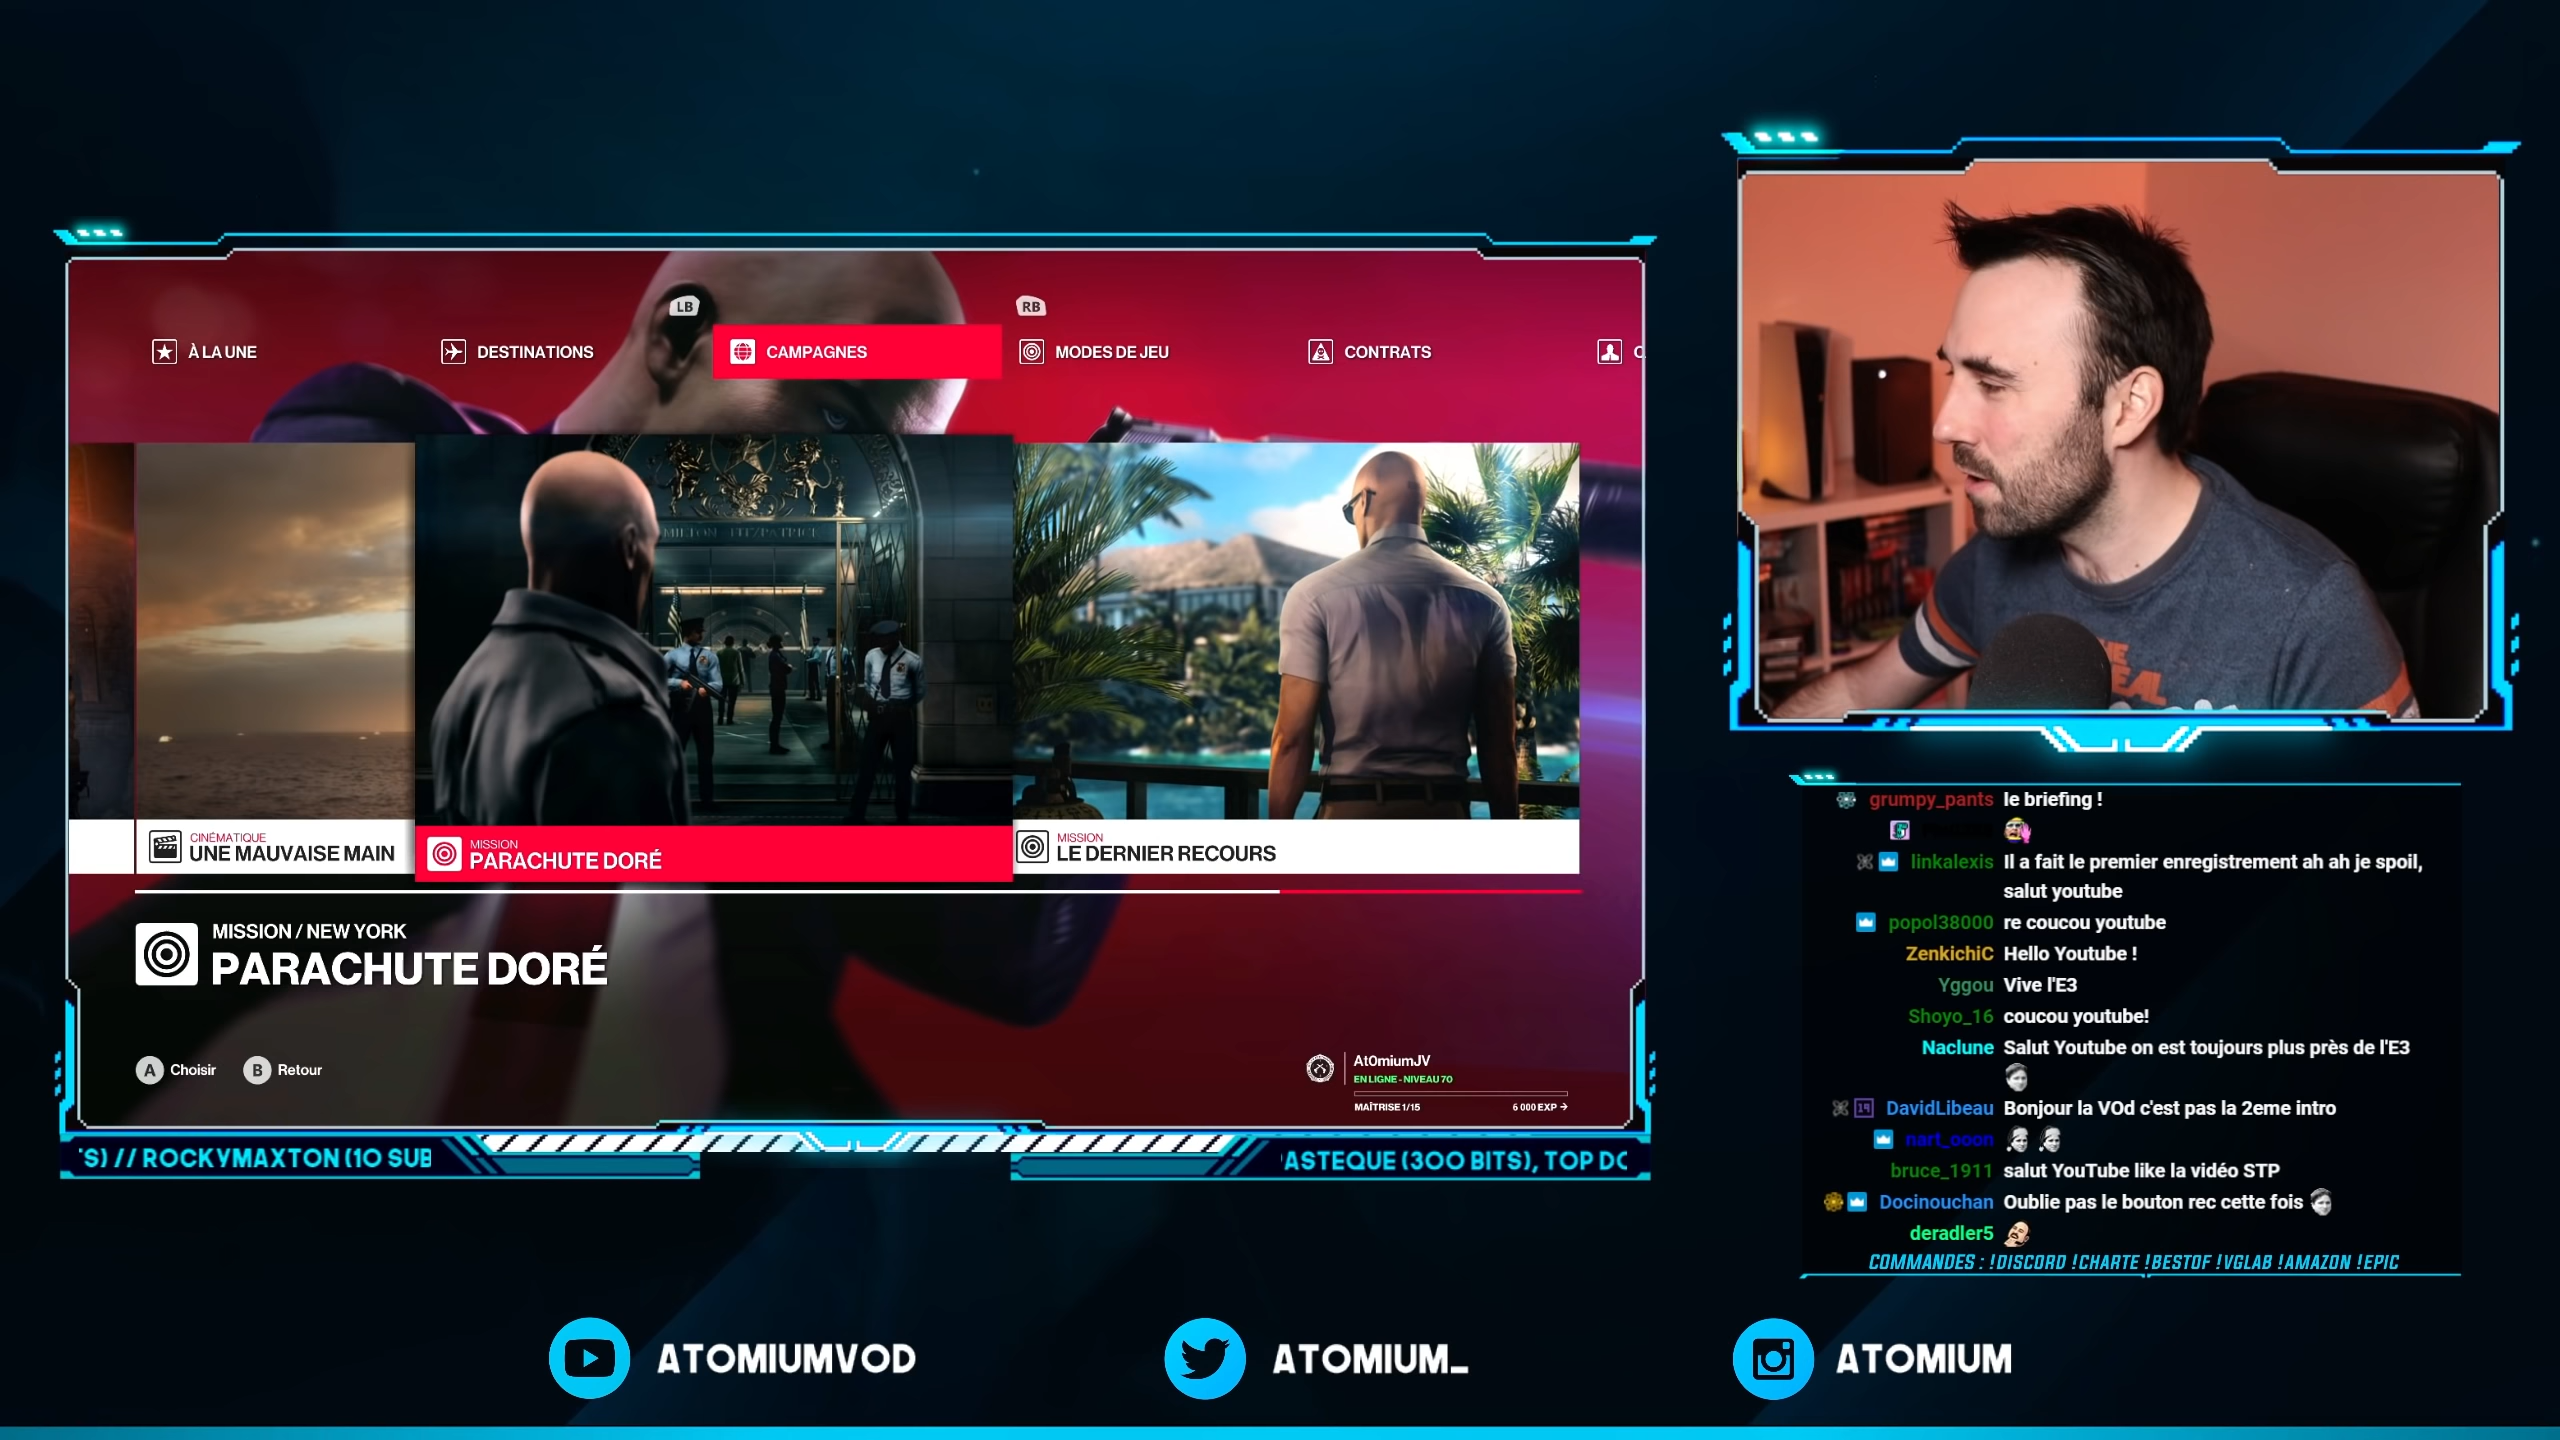 LB
RB
À LA UNE
DESTINATIONS
CAMPAGNES
MODES DE JEU
CONTRATS
MILTON FITZPATRICK
CINÉMATIQUE
UNE MAUVAISE MAIN
MISSION
PARACHUTE DORÉ
MISSION
LE DERNIER RECOURS
MISSION / NEW YORK
PARACHUTE DORÉ
A Choisir B Retour
At0miumJV
EN LIGNE - NIVEAU 70
MAÎTRISE 1/15 6 000 EXP
S) // ROCKYMAXTON (10 SUB
ASTEQUE (300 BITS), TOP DO
grumpy_pants le briefing !
linkalexis Il a fait le premier enregistrement ah ah je spoil,
salut youtube
popol38000 re coucou youtube
ZenkichiC Hello Youtube !
Yggou Vive l'E3
Shoyo_16 coucou youtube!
Naclune Salut Youtube on est toujours plus près de l'E3
19 DavidLibeau Bonjour la VOd c'est pas la 2eme intro
nart_ooon
bruce_1911 salut YouTube like la vidéo STP
Docinouchan Oublie pas le bouton rec cette fois
deradler5
COMMANDES : !DISCORD !CHARTE !BESTOF !VGLAB !AMAZON !EPIC
ATOMIUMVOD
ATOMIUM_
ATOMIUM